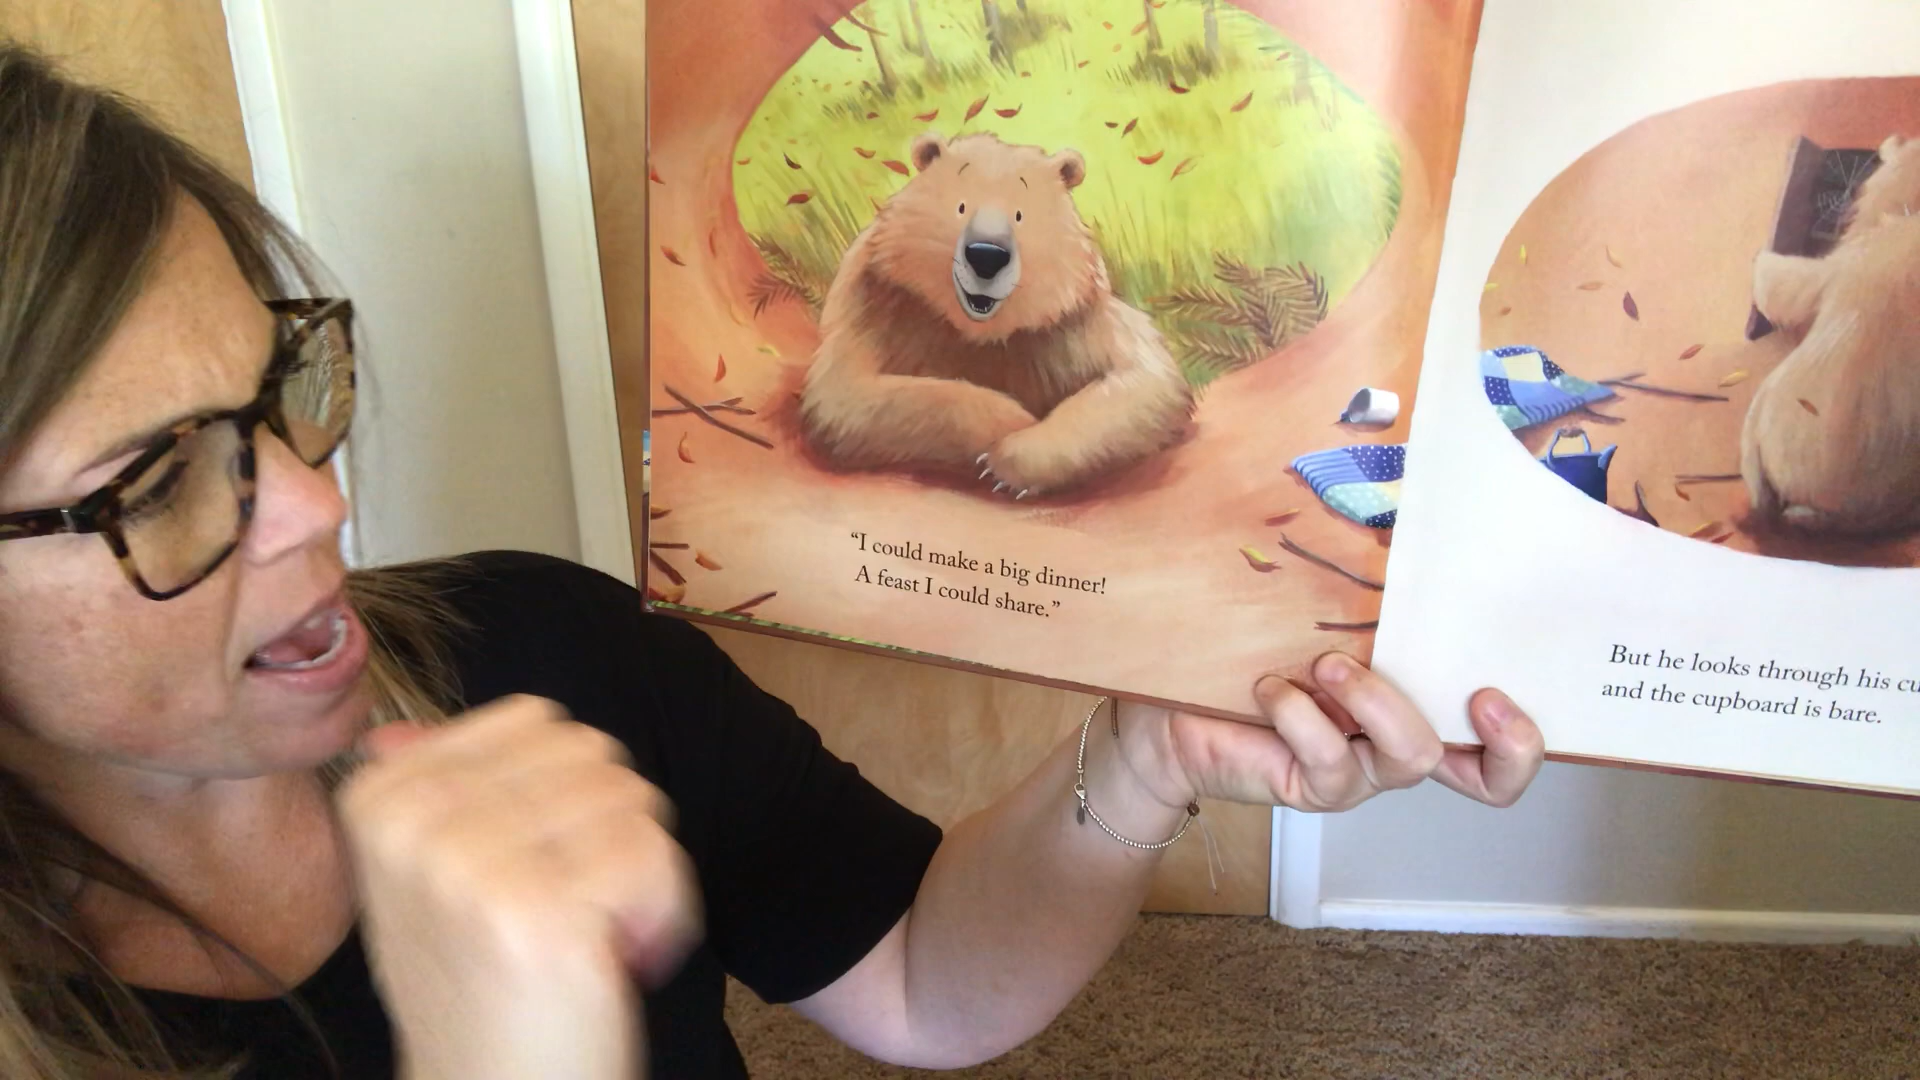 “I could make a big dinner!
A feast I could share.”
But he looks through his
and the cupboard is bare.